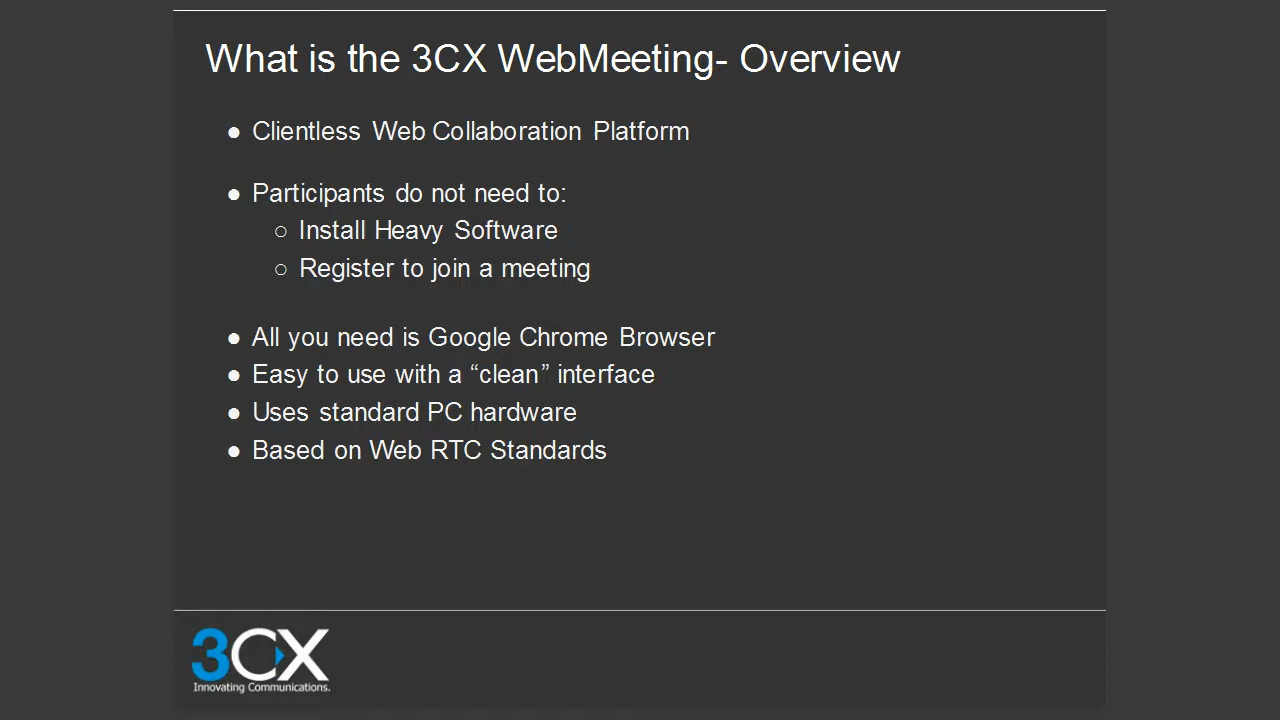 What is the 3CX WebMeeting- Overview
● Clientless Web Collaboration Platform
● Participants do not need to:
○ Install Heavy Software
○ Register to join a meeting
● All you need is Google Chrome Browser
● Easy to use with a “clean” interface
● Uses standard PC hardware
● Based on Web RTC Standards
3CX
Innovating Communications.